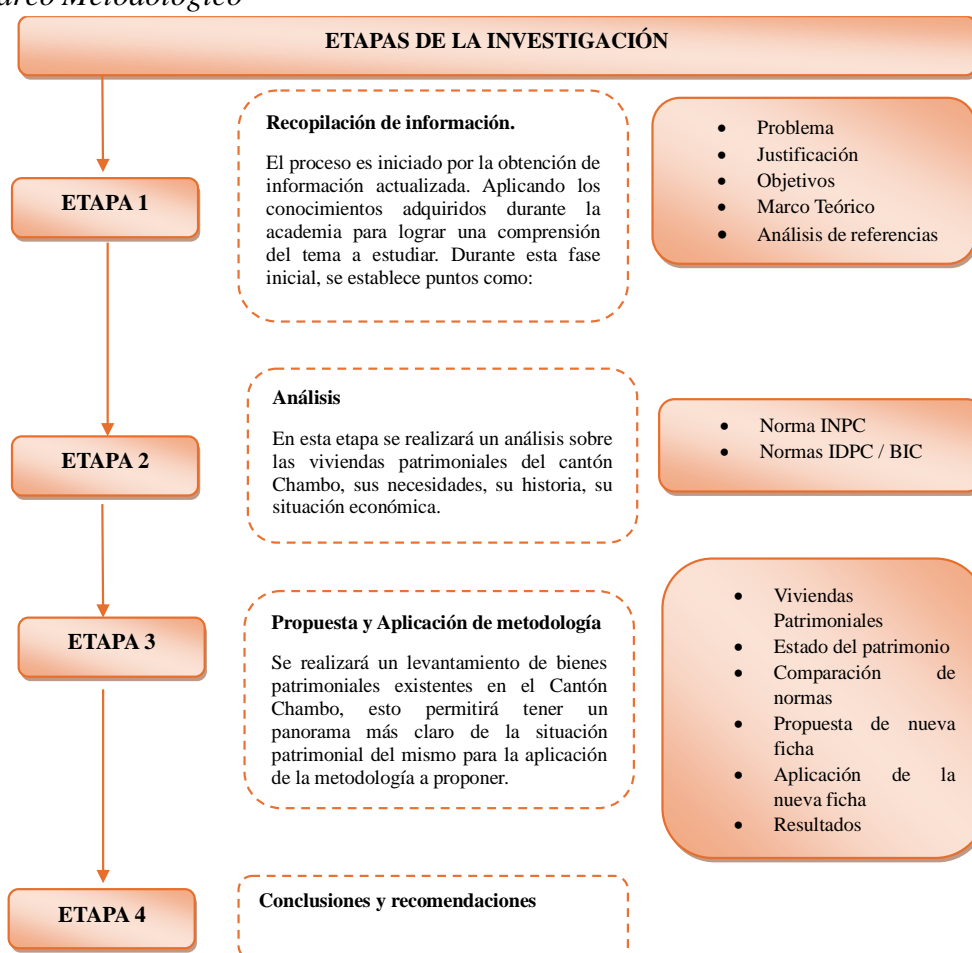 Metodológico
ETAPAS DE LA INVESTIGACIÓN
ETAPA 1
Recopilación de información.
El proceso es iniciado por la obtención de
información actualizada. Aplicando los
conocimientos adquiridos durante la
academia para lograr una comprensión
del tema a estudiar. Durante esta fase
inicial, se establece puntos como:
• Problema
• Justificación
• Objetivos
• Marco Teórico
• Análisis de referencias
ETAPA 2
Análisis
En esta etapa se realizará un análisis sobre
las viviendas patrimoniales del cantón
Chambo, sus necesidades, su historia, su
situación económica.
• Norma INPC
• Normas IDPC / BIC
ETAPA 3
Propuesta y Aplicación de metodología
Se realizará un levantamiento de bienes
patrimoniales existentes en el Cantón
Chambo, esto permitirá tener un
panorama más claro de la situación
patrimonial del mismo para la aplicación
de la metodología a proponer.
• Viviendas
Patrimoniales
• Estado del patrimonio
• Comparación de
normas
• Propuesta de nueva
ficha
• Aplicación de la
nueva ficha
• Resultados
ETAPA 4
Conclusiones y recomendaciones